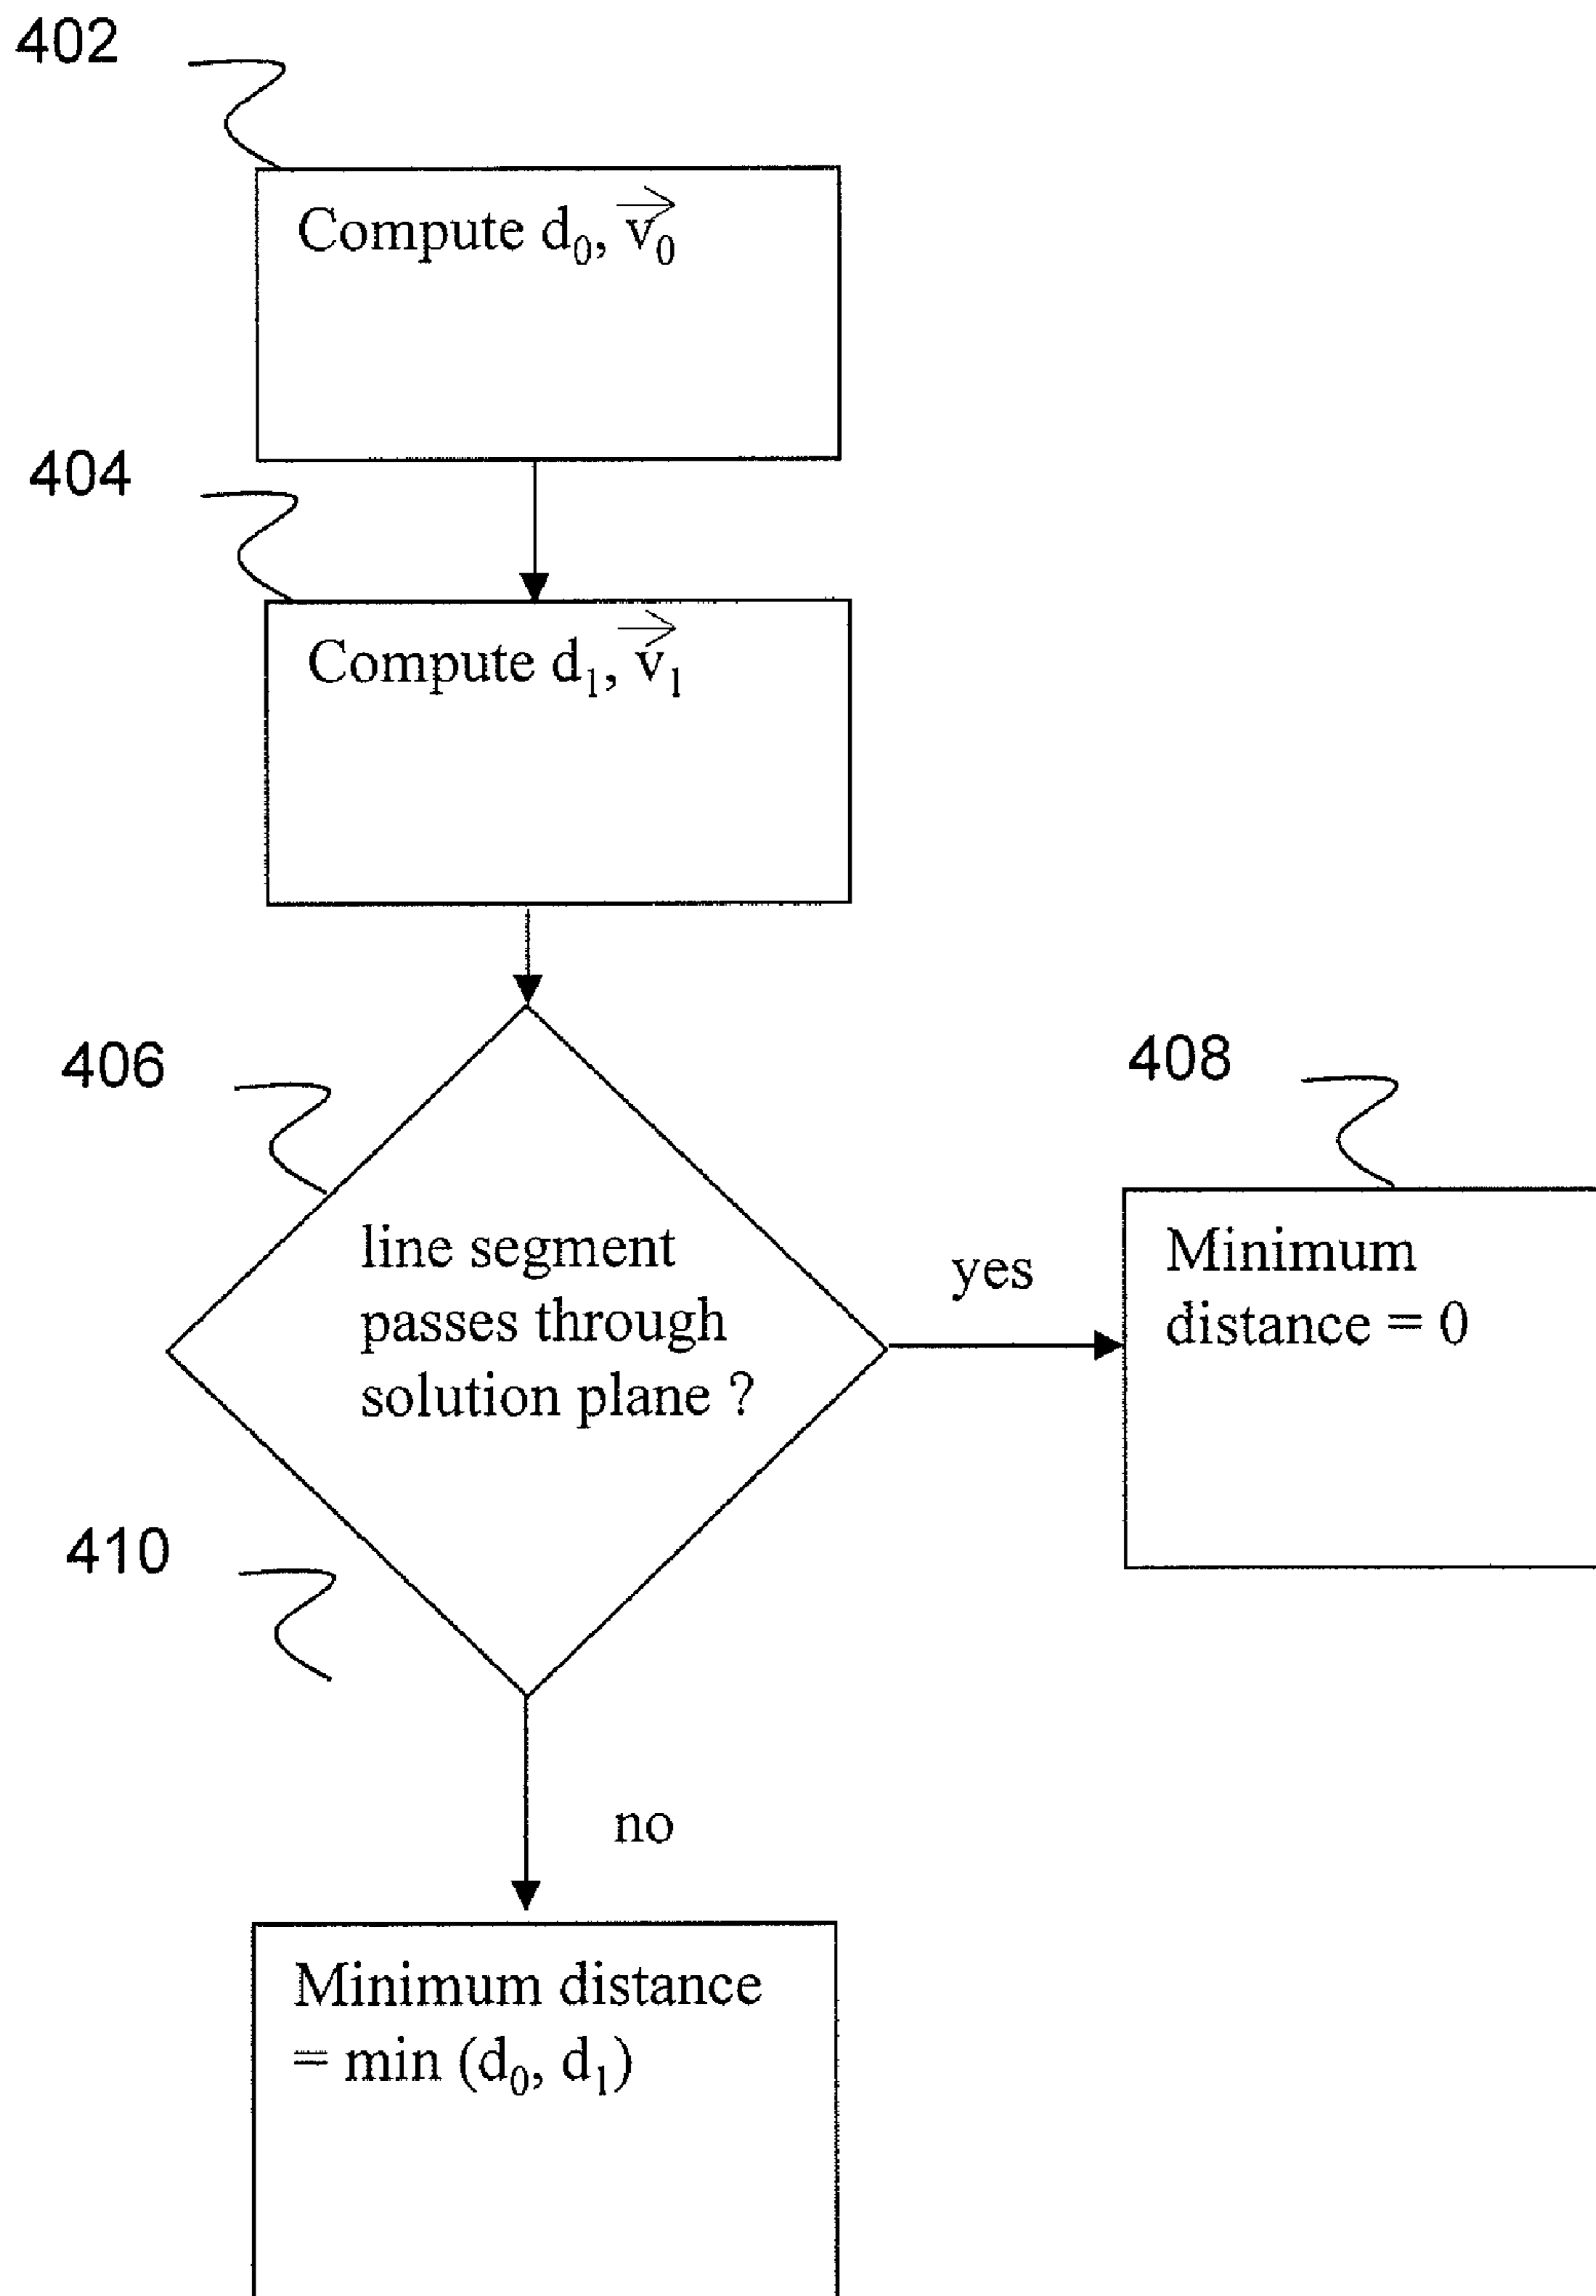 402
Compute d₀, v⃗₀
404
Compute d₁, v⃗₁
406
line segment
passes through
solution plane ?
yes
408
Minimum
distance = 0
410
no
Minimum distance
= min (d₀, d₁)